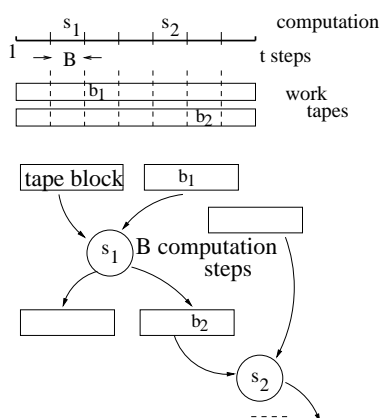 s1 s2 computation
1 B t steps
b1 work
b2 tapes
tape block b1
s1 B computation
steps
b2
s2